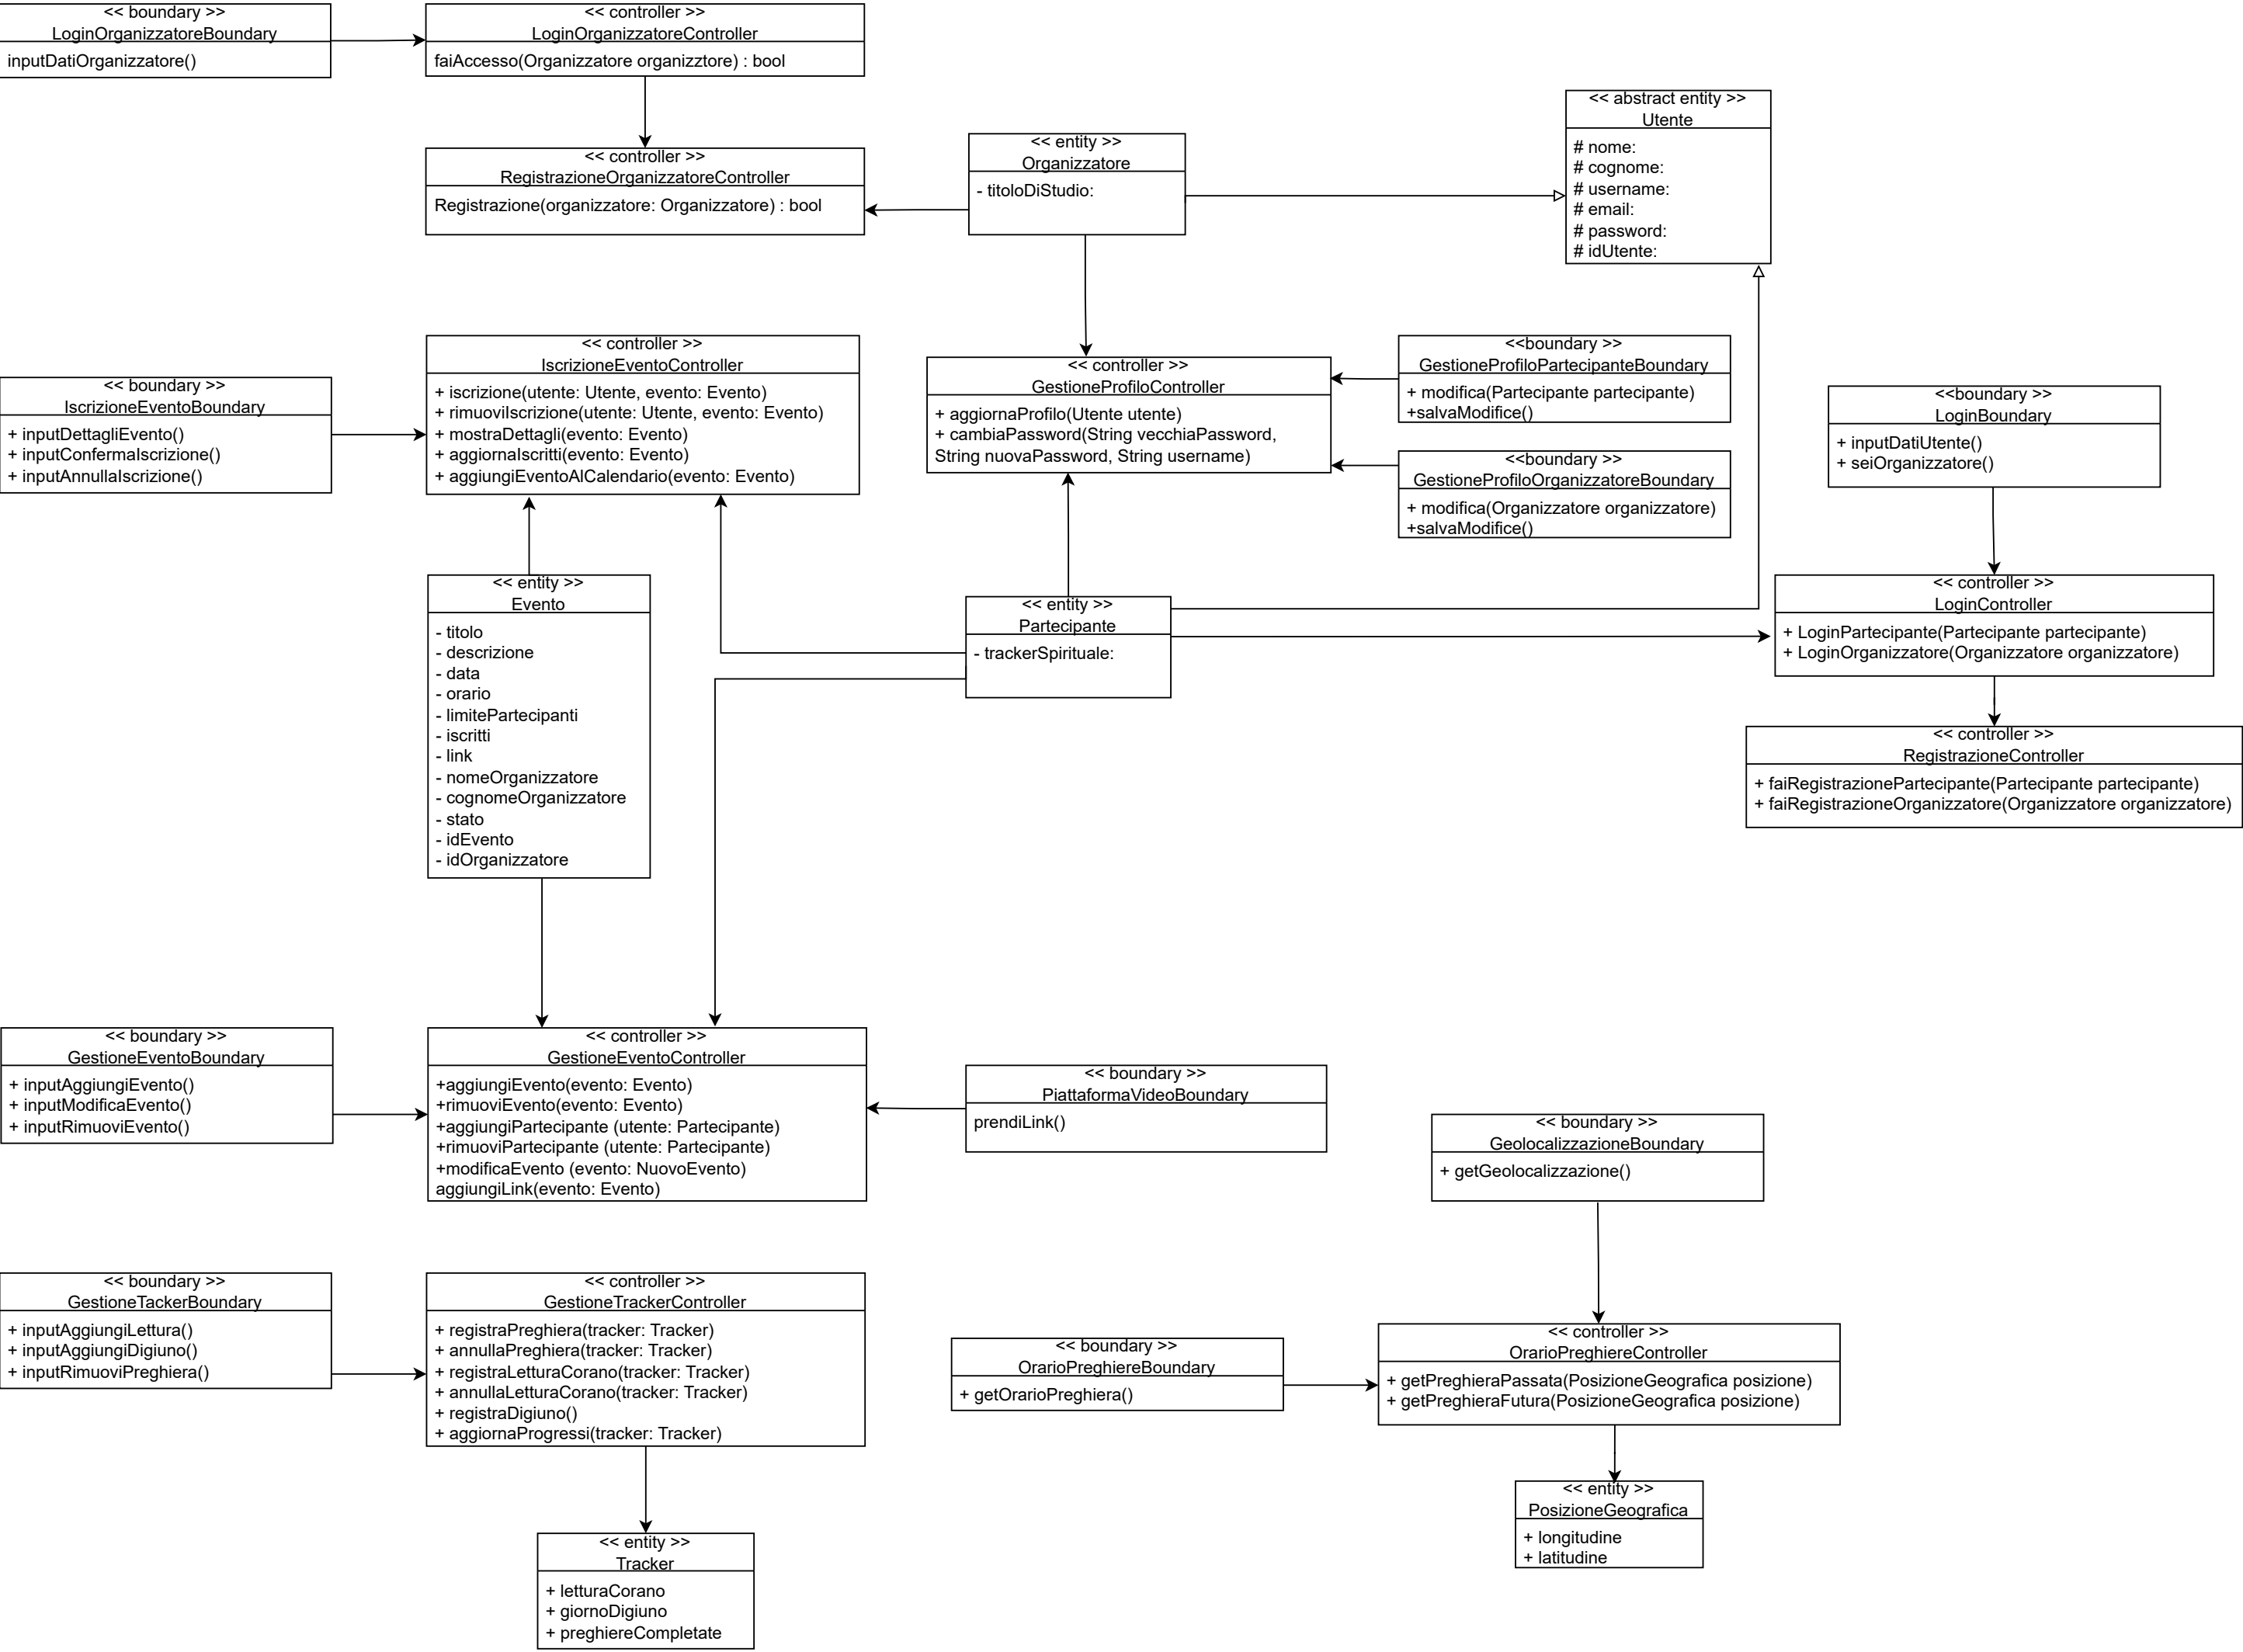 << boundary >>
LoginOrganizzatoreBoundary
inputDatiOrganizzatore()
<< controller >>
LoginOrganizzatoreController
faiAccesso(Organizzatore organizztore) : bool
<< controller >>
RegistrazioneOrganizzatoreController
Registrazione(organizzatore: Organizzatore) : bool
<< entity >>
Organizzatore
- titoloDiStudio:
<< abstract entity >>
Utente
# nome:
# cognome:
# username:
# email:
# password:
# idUtente:
<< boundary >>
IscrizioneEventoBoundary
+ inputDettagliEvento()
+ inputConfermaIscrizione()
+ inputAnnullaIscrizione()
<< controller >>
IscrizioneEventoController
+ iscrizione(utente: Utente, evento: Evento)
+ rimuoviIscrizione(utente: Utente, evento: Evento)
+ mostraDettagli(evento: Evento)
+ aggiornaIscritti(evento: Evento)
+ aggiungiEventoAlCalendario(evento: Evento)
<< controller >>
GestioneProfiloController
+ aggiornaProfilo(Utente utente)
+ cambiaPassword(String vecchiaPassword,
String nuovaPassword, String username)
<<boundary >>
GestioneProfiloPartecipanteBoundary
+ modifica(Partecipante partecipante)
+salvaModifice()
<<boundary >>
GestioneProfiloOrganizzatoreBoundary
+ modifica(Organizzatore organizzatore)
+salvaModifice()
<<boundary >>
LoginBoundary
+ inputDatiUtente()
+ seiOrganizzatore()
<< entity >>
Evento
- titolo
- descrizione
- data
- orario
- limitePartecipanti
- iscritti
- link
- nomeOrganizzatore
- cognomeOrganizzatore
- stato
- idEvento
- idOrganizzatore
<< entity >>
Partecipante
- trackerSpirituale:
<< controller >>
LoginController
+ LoginPartecipante(Partecipante partecipante)
+ LoginOrganizzatore(Organizzatore organizzatore)
<< controller >>
RegistrazioneController
+ faiRegistrazionePartecipante(Partecipante partecipante)
+ faiRegistrazioneOrganizzatore(Organizzatore organizzatore)
<< boundary >>
GestioneEventoBoundary
+ inputAggiungiEvento()
+ inputModificaEvento()
+ inputRimuoviEvento()
<< controller >>
GestioneEventoController
+aggiungiEvento(evento: Evento)
+rimuoviEvento(evento: Evento)
+aggiungiPartecipante (utente: Partecipante)
+rimuoviPartecipante (utente: Partecipante)
+modificaEvento (evento: NuovoEvento)
aggiungiLink(evento: Evento)
<< boundary >>
PiattaformaVideoBoundary
prendiLink()
<< boundary >>
GeolocalizzazioneBoundary
+ getGeolocalizzazione()
<< boundary >>
GestioneTackerBoundary
+ inputAggiungiLettura()
+ inputAggiungiDigiuno()
+ inputRimuoviPreghiera()
<< controller >>
GestioneTrackerController
+ registraPreghiera(tracker: Tracker)
+ annullaPreghiera(tracker: Tracker)
+ registraLetturaCorano(tracker: Tracker)
+ annullaLetturaCorano(tracker: Tracker)
+ registraDigiuno()
+ aggiornaProgressi(tracker: Tracker)
<< boundary >>
OrarioPreghiereBoundary
+ getOrarioPreghiera()
<< controller >>
OrarioPreghiereController
+ getPreghieraPassata(PosizioneGeografica posizione)
+ getPreghieraFutura(PosizioneGeografica posizione)
<< entity >>
PosizioneGeografica
+ longitudine
+ latitudine
<< entity >>
Tracker
+ letturaCorano
+ giornoDigiuno
+ preghiereCompletate